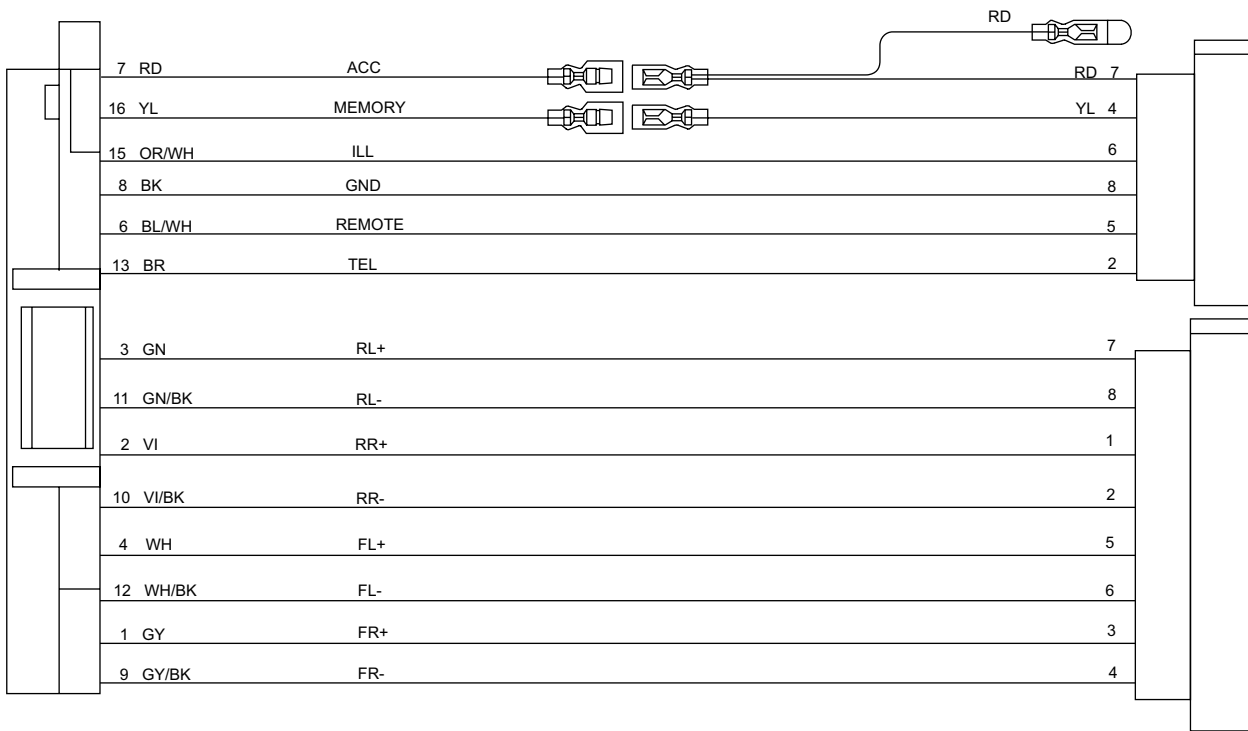 RD
7 RD ACC RD 7
16 YL MEMORY YL 4
15 OR/WH ILL 6
8 BK GND 8
6 BL/WH REMOTE 5
13 BR TEL 2
3 GN RL+ 7
11 GN/BK RL- 8
2 VI RR+ 1
10 VI/BK RR- 2
4 WH FL+ 5
12 WH/BK FL- 6
1 GY FR+ 3
9 GY/BK FR- 4